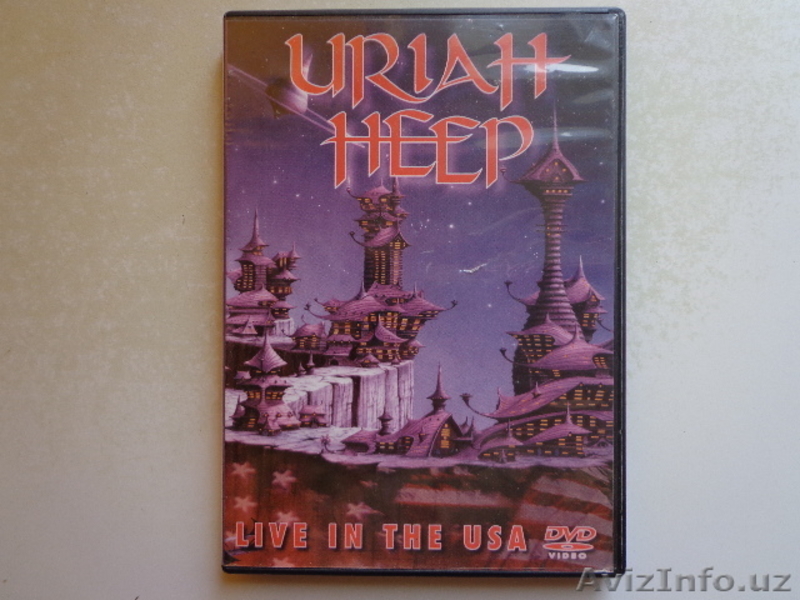 URIAH
HEEP
LIVE IN THE USA
DVD
VIDEO
AvizInfo.uz